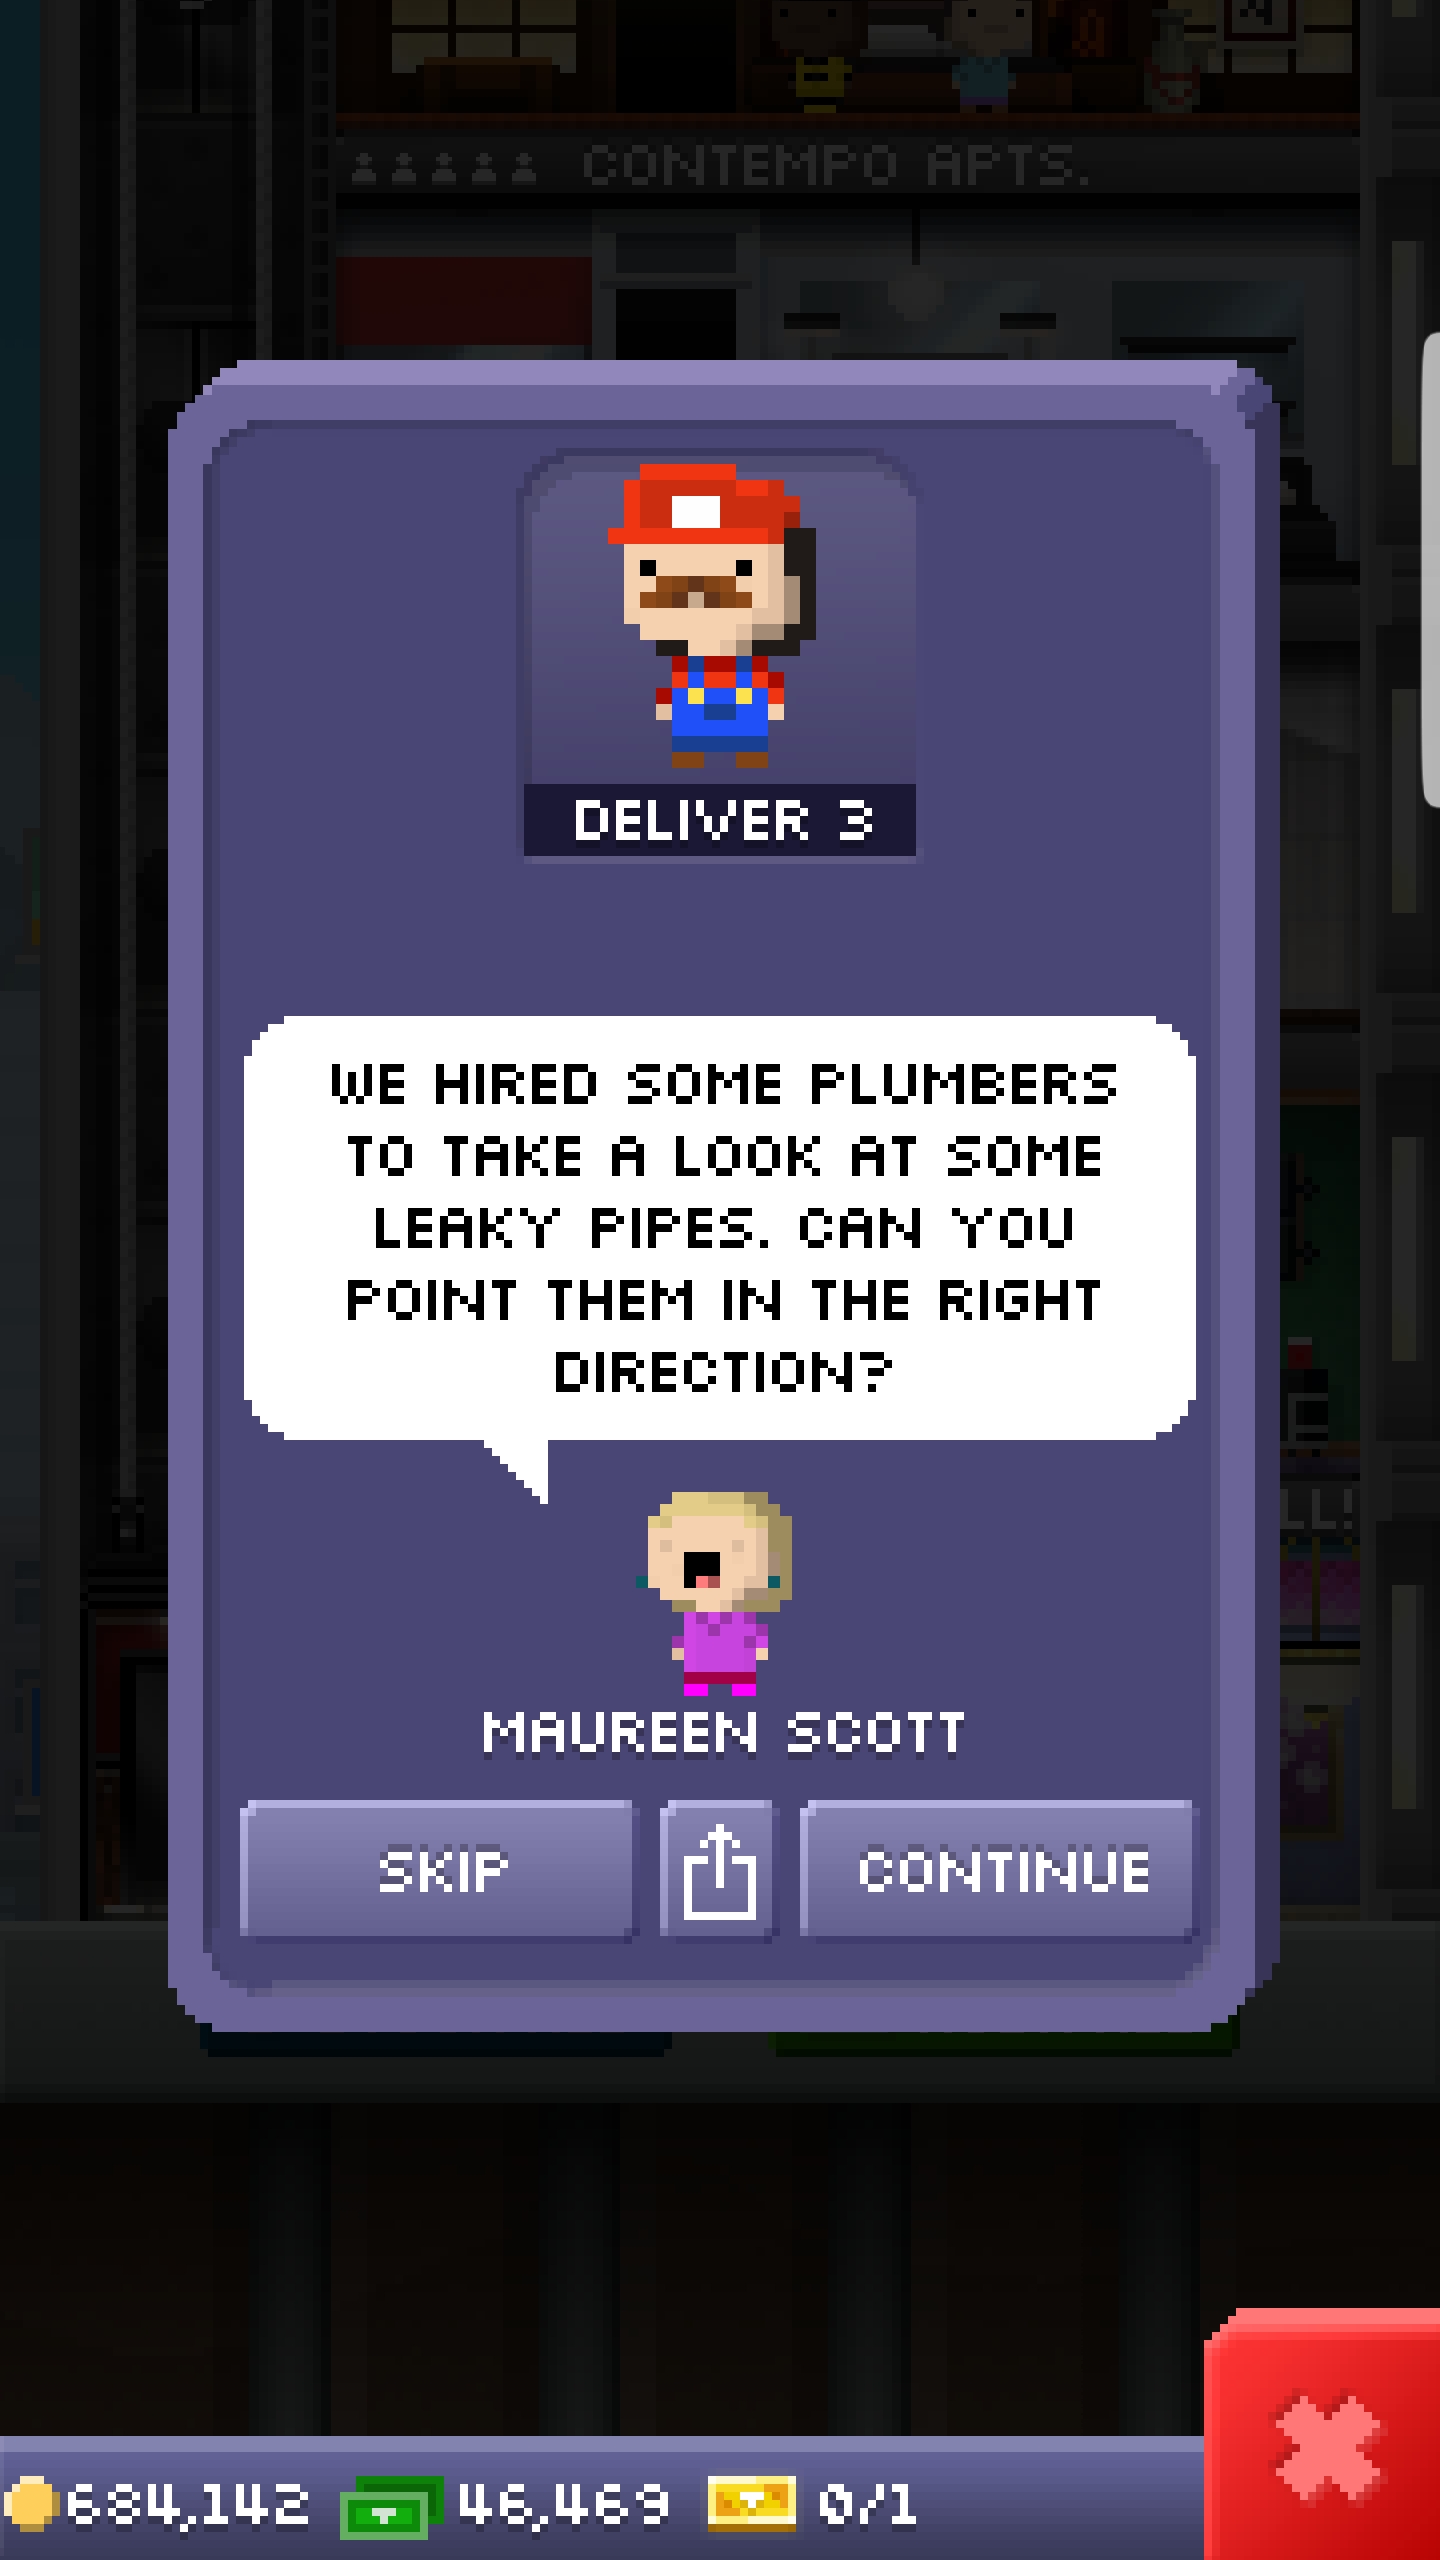 CONTEMPO APTS.
DELIVER 3
WE HIRED SOME PLUMBERS
TO TAKE A LOOK AT SOME
LEAKY PIPES. CAN YOU
POINT THEM IN THE RIGHT
DIRECTION?
LL!
MAUREEN SCOTT
SKIP
CONTINUE
684,142 46,469 0/1